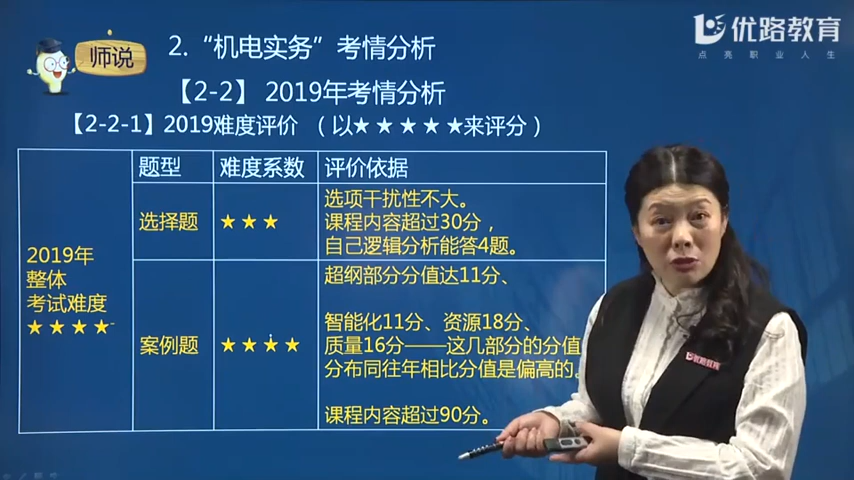 师说
2. “机电实务”考情分析
优路教育
点亮职业人生
【2-2】 2019年考情分析
【2-2-1】2019难度评价 （以★★★★★来评分）
题型 难度系数 评价依据
2019年
整体
考试难度
★★★★-
选择题 ★★★
选项干扰性不大。
课程内容超过30分，
自己逻辑分析能答4题。
案例题 ★★★★
超纲部分分值达11分、
智能化11分、资源18分、
质量16分——这几部分的分值
分布同往年相比分值是偏高的。
课程内容超过90分。
优路教育